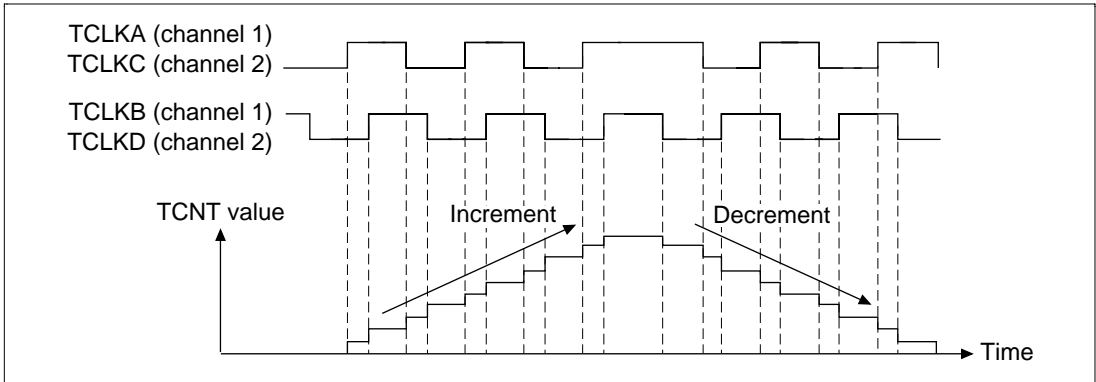 TCLKA (channel 1)
TCLKC (channel 2)
TCLKB (channel 1)
TCLKD (channel 2)
TCNT value
Increment
Decrement
Time